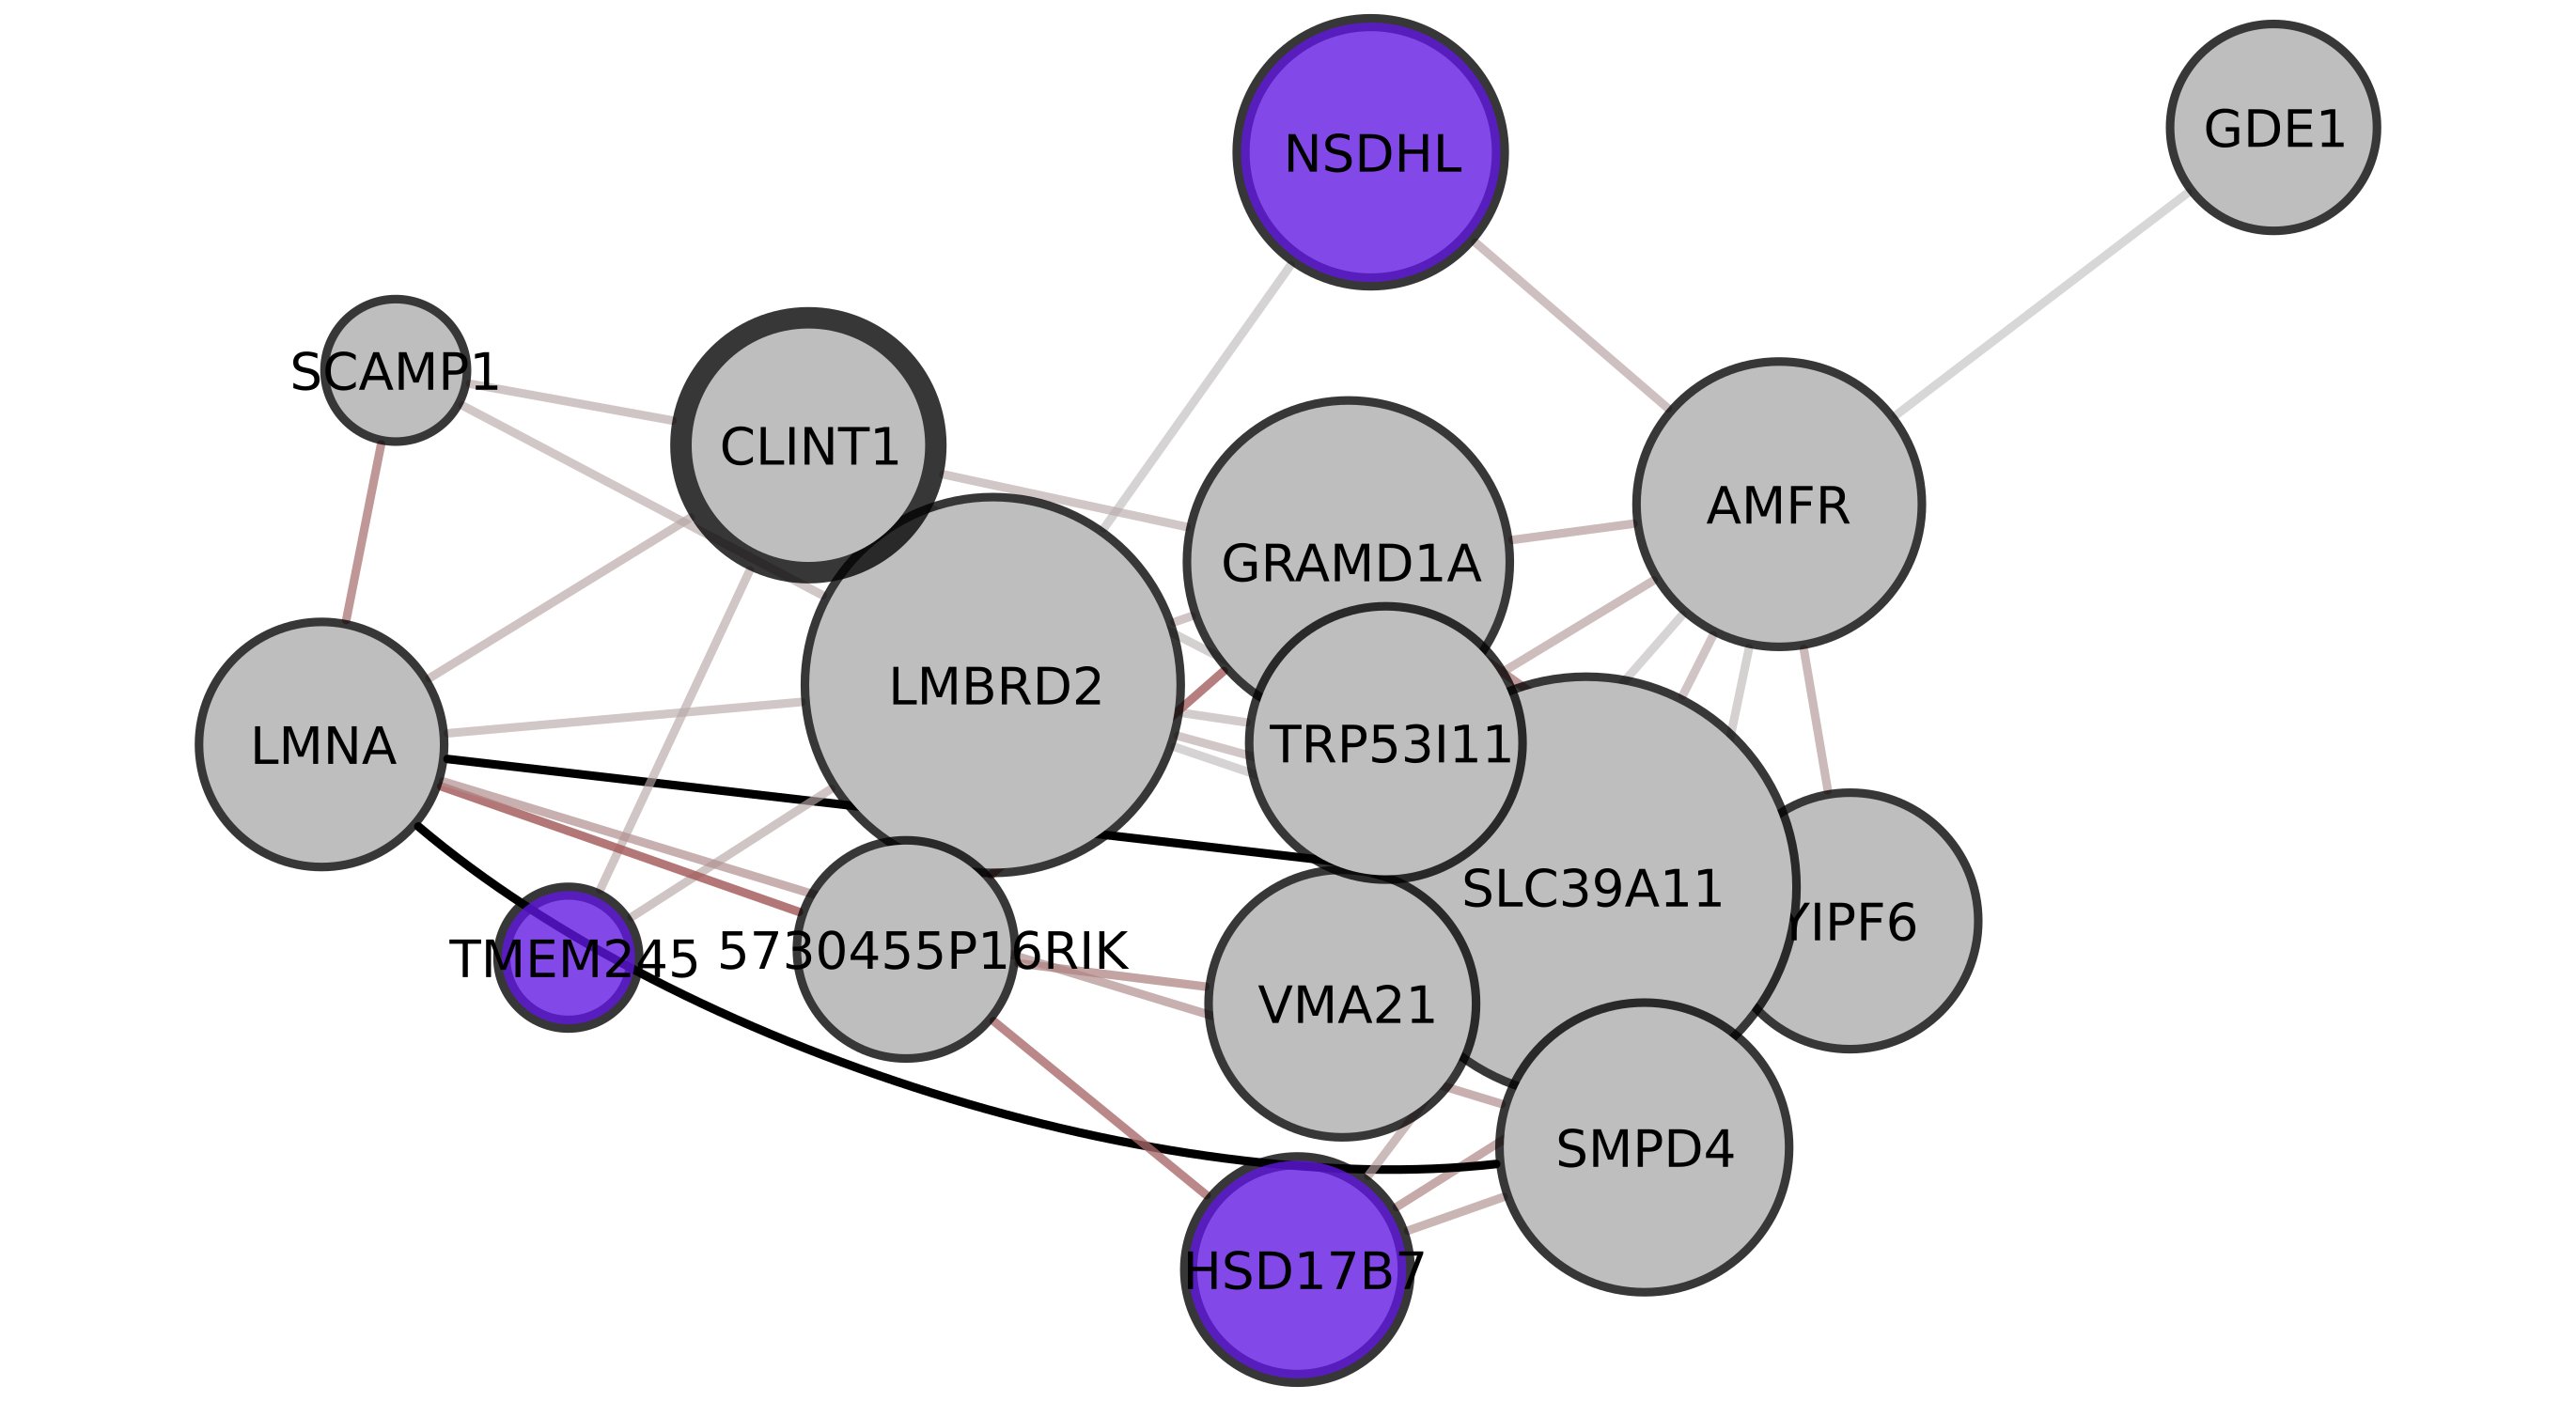 NSDHL
GDE1
SCAMP1
CLINT1
AMFR
GRAMD1A
LMBRD2
LMNA
TRP53I11
SLC39A11
YIPF6
TMEM245
5730455P16RIK
VMA21
SMPD4
HSD17B7